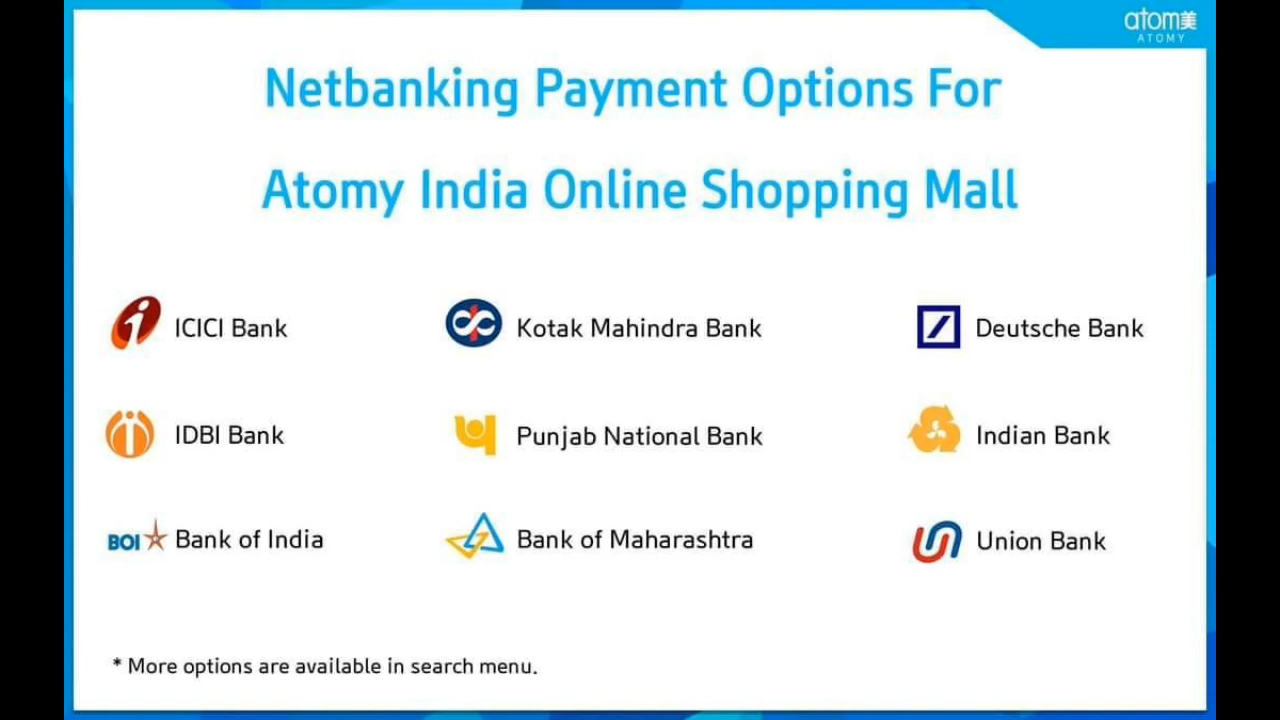 atom美
ATOMY
Netbanking Payment Options For
Atomy India Online Shopping Mall
ICICI Bank
Kotak Mahindra Bank
Deutsche Bank
IDBI Bank
Punjab National Bank
Indian Bank
BOI Bank of India
Bank of Maharashtra
Union Bank
* More options are available in search menu.